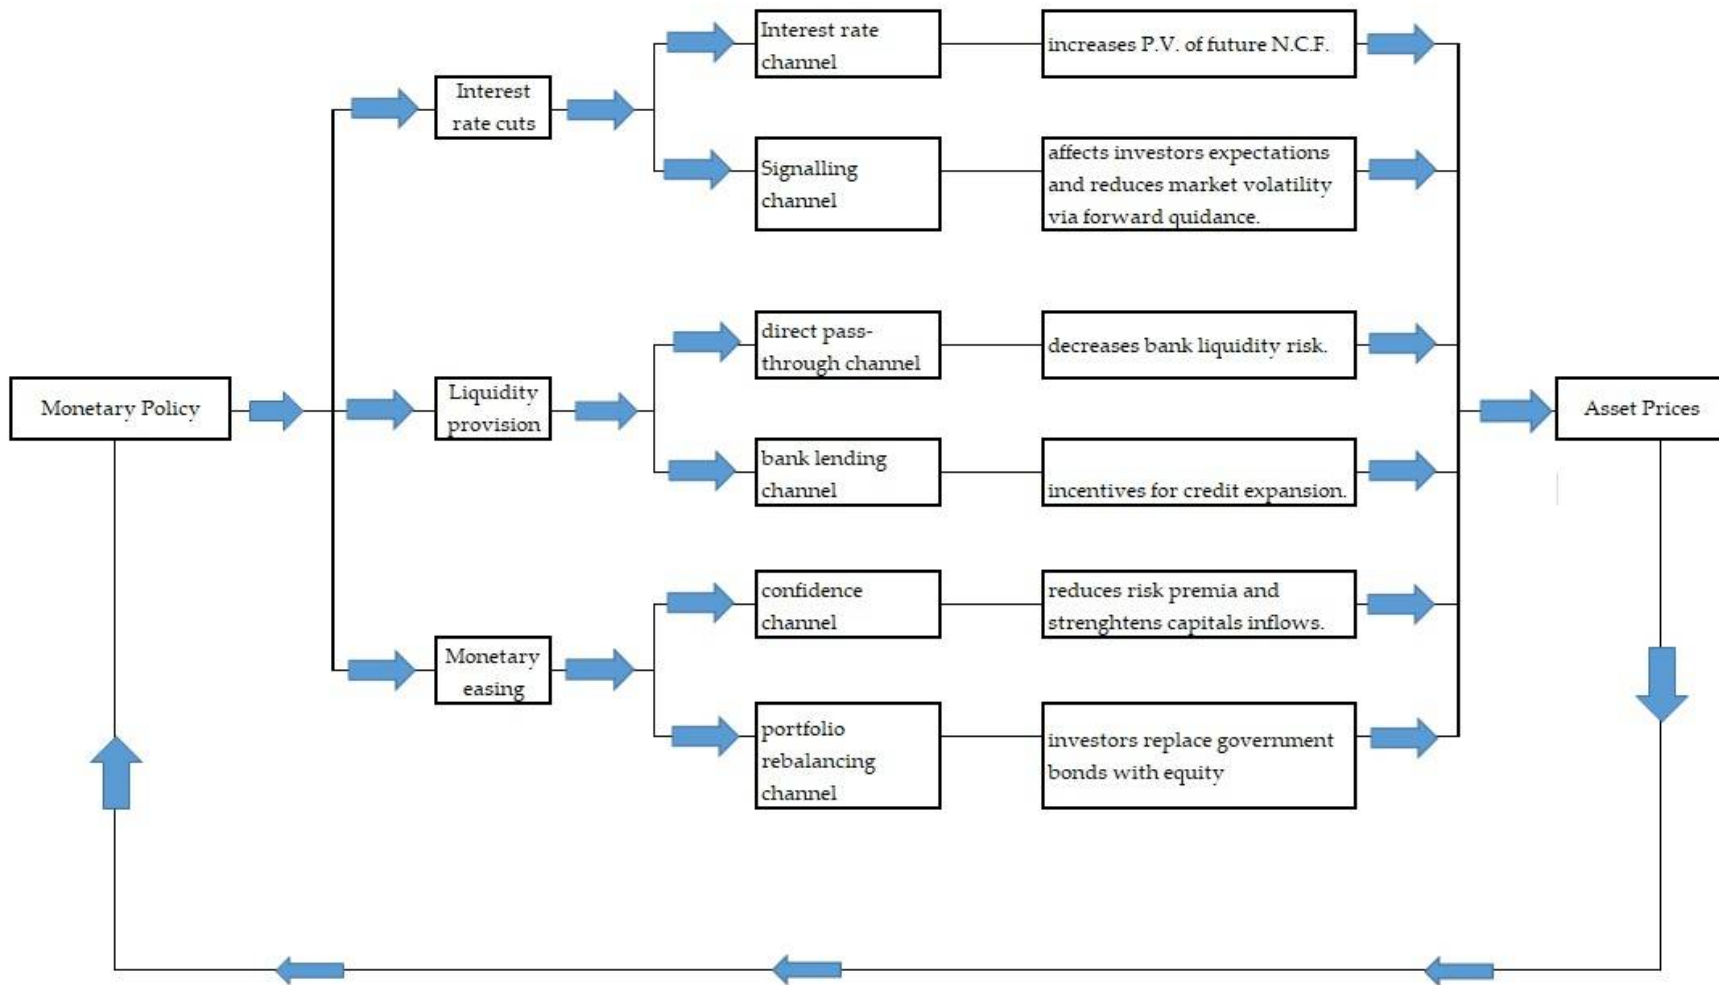 Monetary Policy
Interest
rate cuts
Liquidity
provision
Monetary
easing
Interest rate
channel
Signalling
channel
direct pass-
through channel
bank lending
channel
confidence
channel
portfolio
rebalancing
channel
increases P.V. of future N.C.F.
affects investors expectations
and reduces market volatility
via forward quidance.
decreases bank liquidity risk.
incentives for credit expansion.
reduces risk premia and
strenghtens capitals inflows.
investors replace government
bonds with equity
Asset Prices